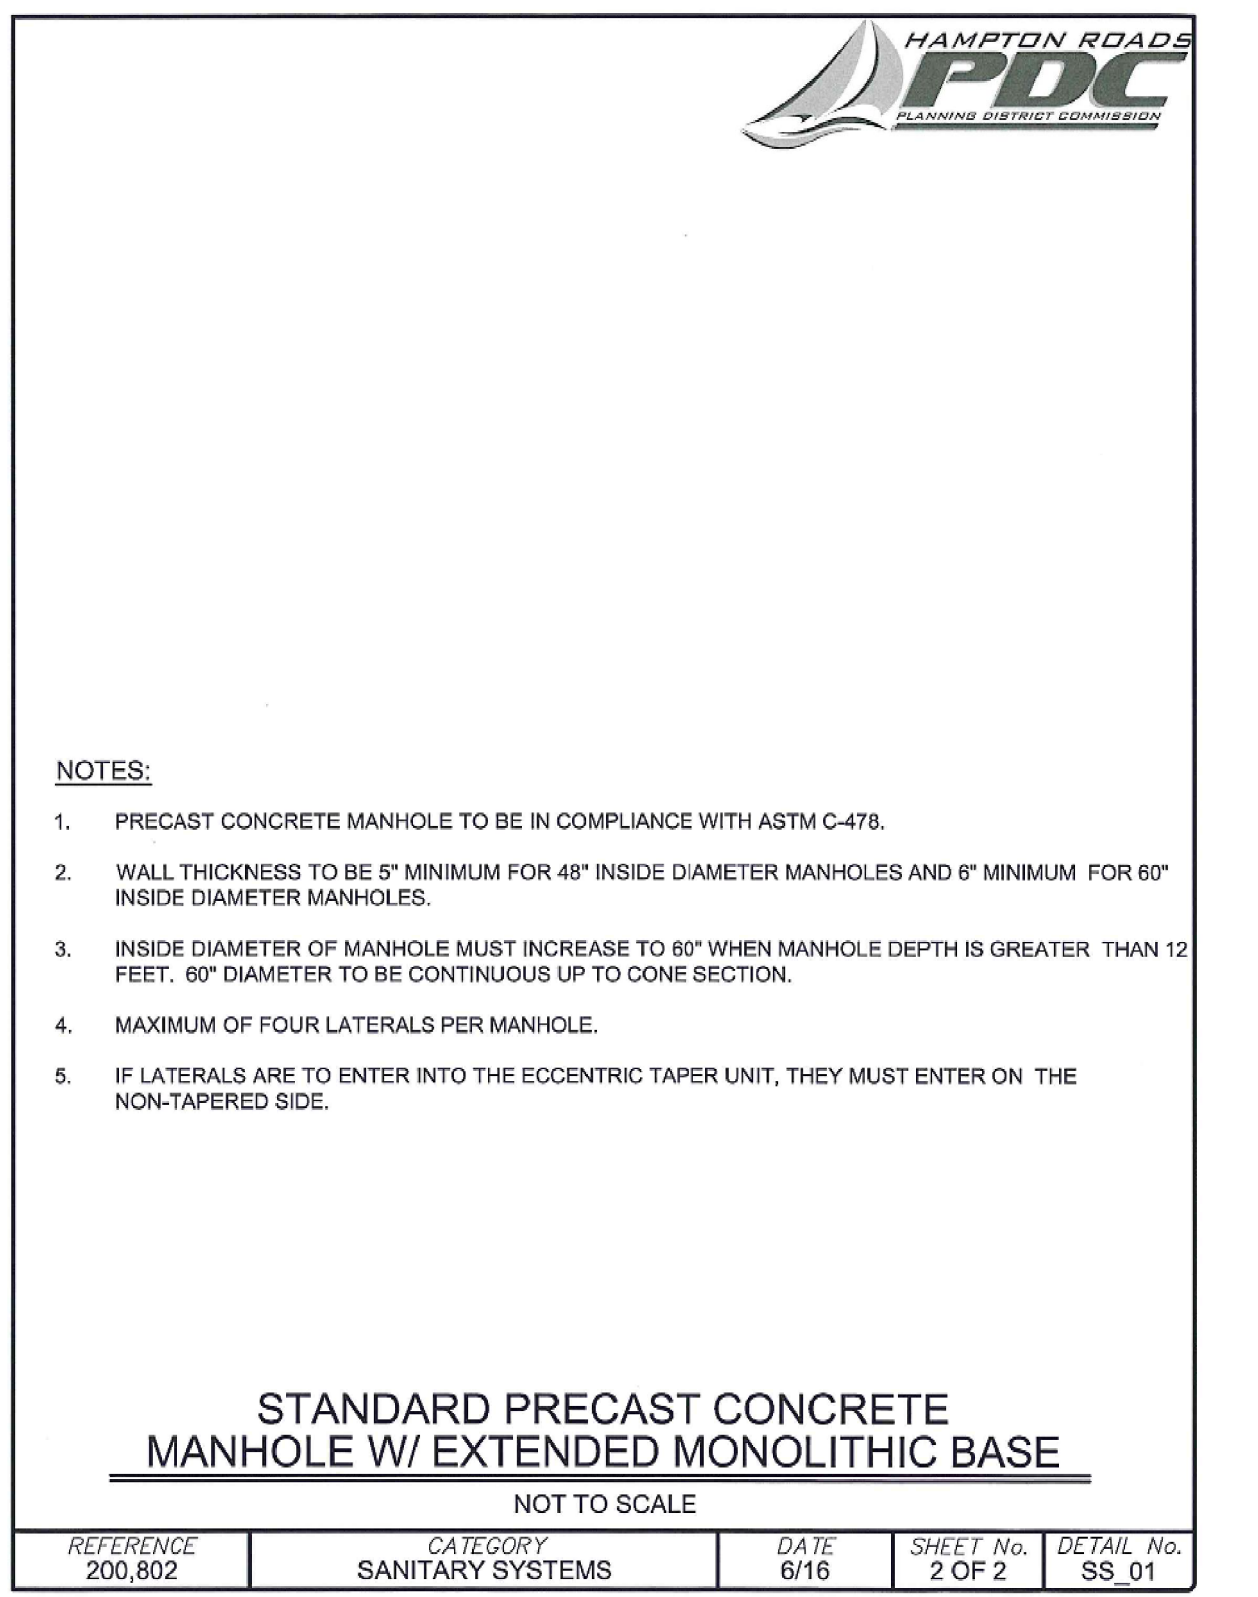 HAMPTON ROADS
PDC
PLANNING DISTRICT COMMISSION
NOTES:
1. PRECAST CONCRETE MANHOLE TO BE IN COMPLIANCE WITH ASTM C-478.
2. WALL THICKNESS TO BE 5" MINIMUM FOR 48" INSIDE DIAMETER MANHOLES AND 6" MINIMUM FOR 60"
INSIDE DIAMETER MANHOLES.
3. INSIDE DIAMETER OF MANHOLE MUST INCREASE TO 60" WHEN MANHOLE DEPTH IS GREATER THAN 12
FEET. 60" DIAMETER TO BE CONTINUOUS UP TO CONE SECTION.
4. MAXIMUM OF FOUR LATERALS PER MANHOLE.
5. IF LATERALS ARE TO ENTER INTO THE ECCENTRIC TAPER UNIT, THEY MUST ENTER ON THE
NON-TAPERED SIDE.
STANDARD PRECAST CONCRETE
MANHOLE W/ EXTENDED MONOLITHIC BASE
NOT TO SCALE
REFERENCE CATEGORY DATE SHEET No. DETAIL No.
200,802 SANITARY SYSTEMS 6/16 2 OF 2 SS_01